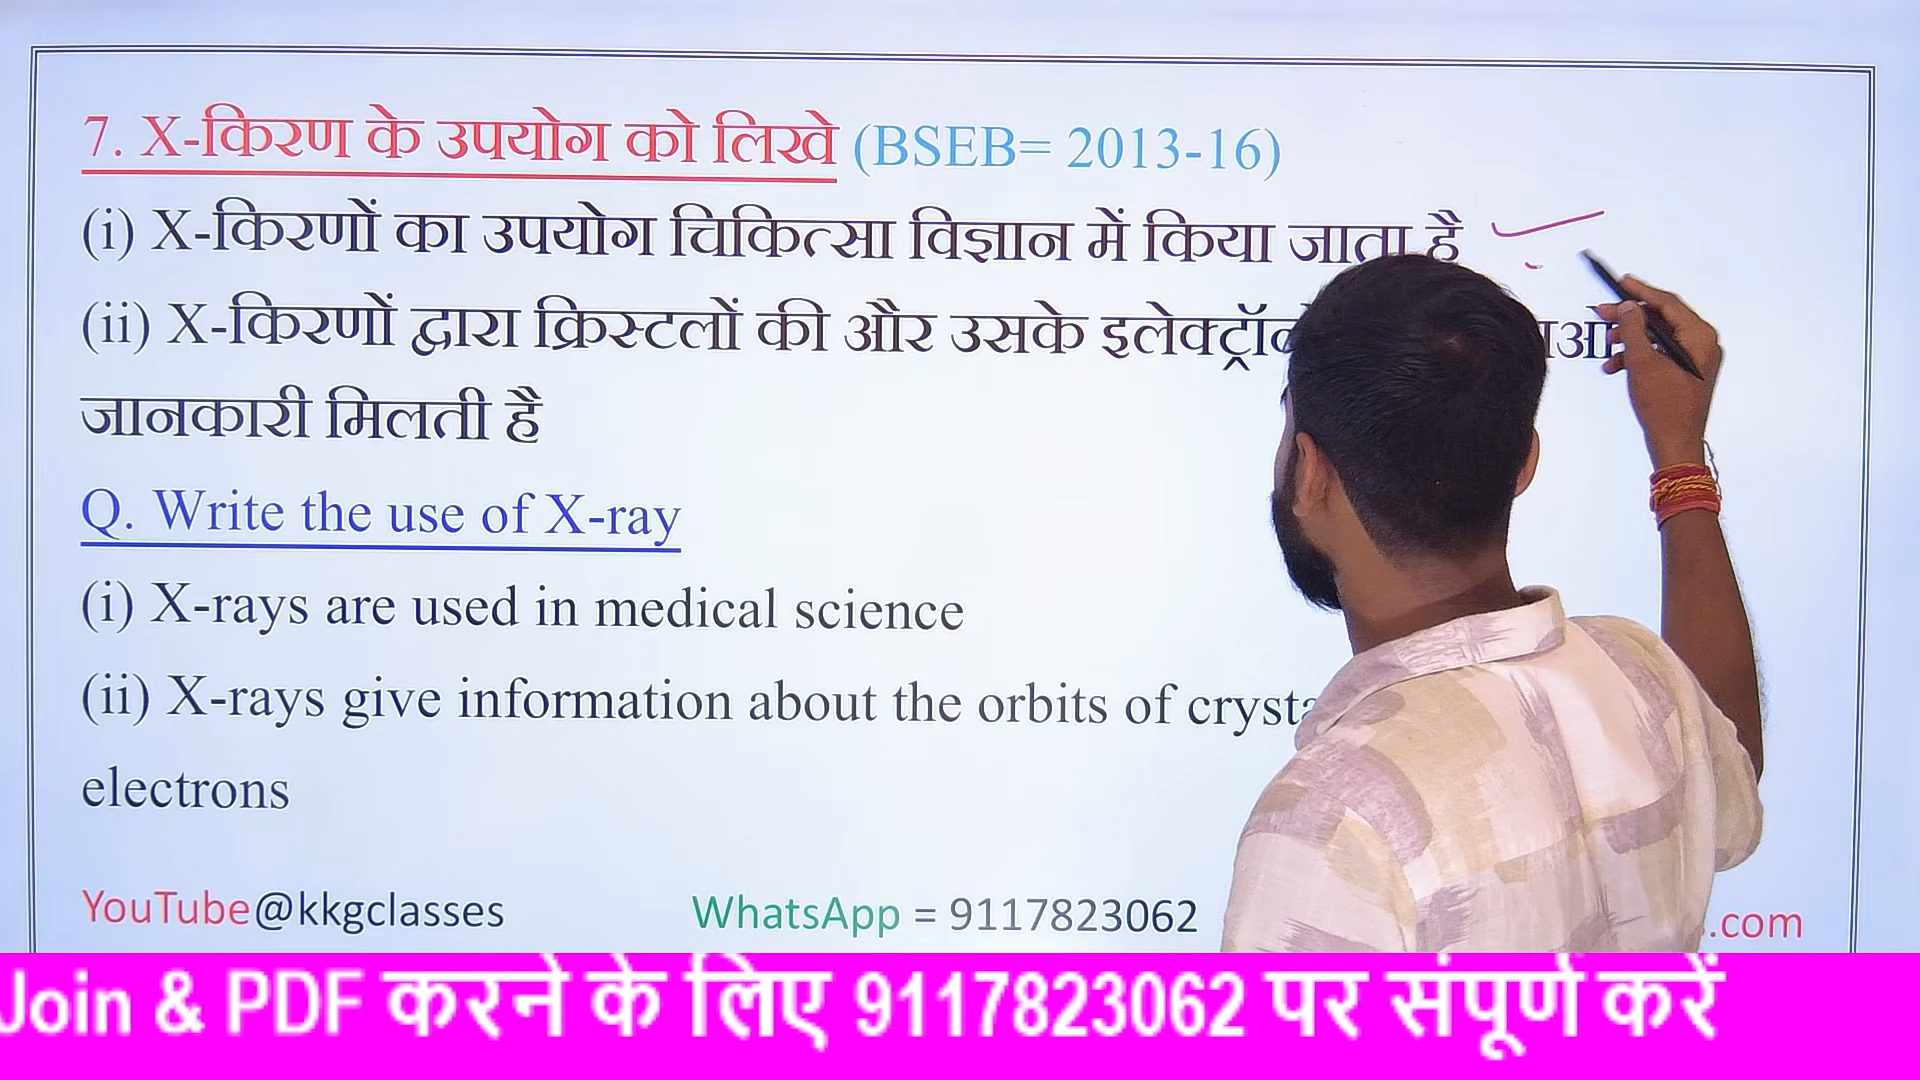 7. X-किरण के उपयोग को लिखे (BSEB= 2013-16)
(i) X-किरणों का उपयोग चिकित्सा विज्ञान में किया जाता है
(ii) X-किरणों द्वारा क्रिस्टलों की और उसके
जानकारी मिलती है
Q. Write the use of X-ray
(i) X-rays are used in medical science
(ii) X-rays give information about the orbits of
electrons
YouTube@kkgclasses WhatsApp = 9117823062 .com
Join & PDF करने के लिए 9117823062 पर संपूर्ण करें